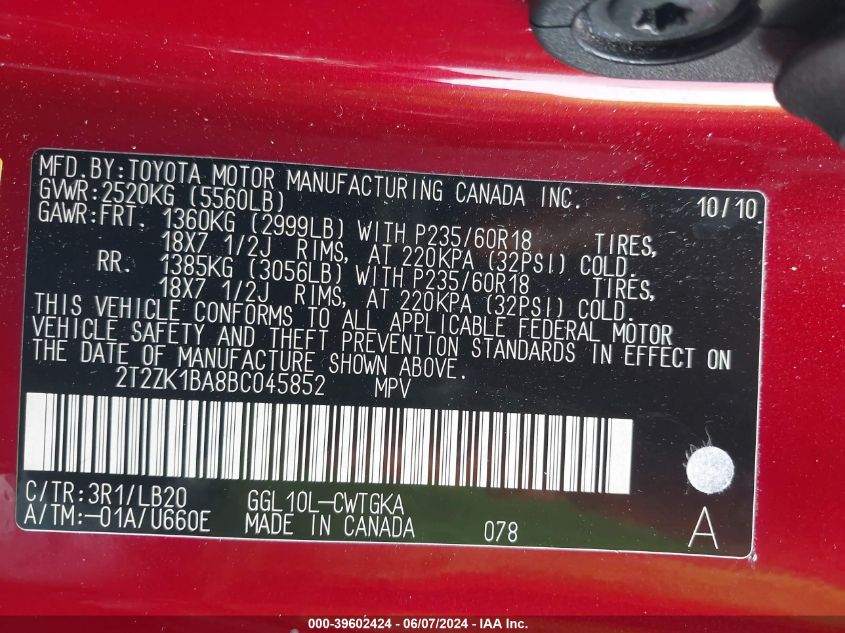 MFD.BY:TOYOTA MOTOR MANUFACTURING CANADA INC. 10/10
GVWR:2520KG (5560LB)
GAWR:FRT. 1360KG (2999LB) WITH P235/60R18 TIRES,
18X7 1/2J RIMS, AT 220KPA (32PSI) COLD.
RR. 1385KG (3056LB) WITH P235/60R18 TIRES,
18X7 1/2J RIMS, AT 220KPA (32PSI) COLD.
THIS VEHICLE CONFORMS TO ALL APPLICABLE FEDERAL MOTOR
VEHICLE SAFETY AND THEFT PREVENTION STANDARDS IN EFFECT ON
THE DATE OF MANUFACTURE SHOWN ABOVE.
2T2ZK1BA8BC045852 MPV
C/TR:3R1/LB20 GGL10L-CWTGKA
A/TM:-01A/U660E MADE IN CANADA 078 A
000-39602424 - 06/07/2024 - IAA Inc.